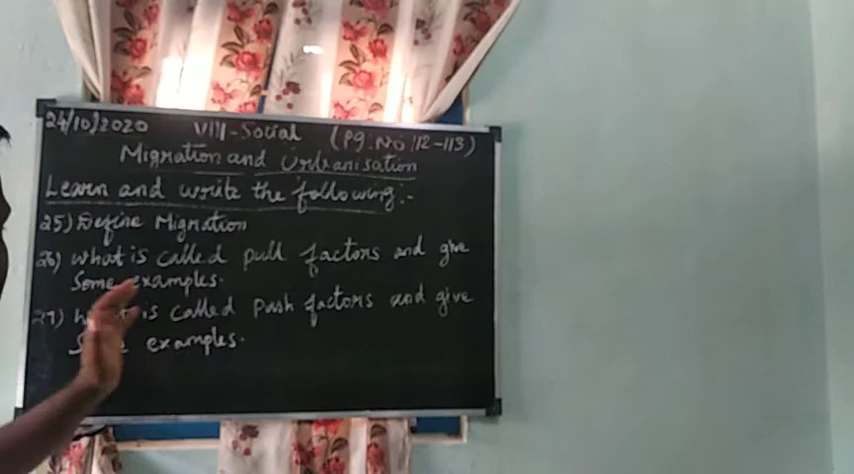 24/10/2020 VIII-Social (Pg:No:112-113)
Migration and Urbanisation
Learn and write the following:-
25) Define Migration
26) what is called pull factors and give
Some examples.
27) is called Push factors and give
examples.